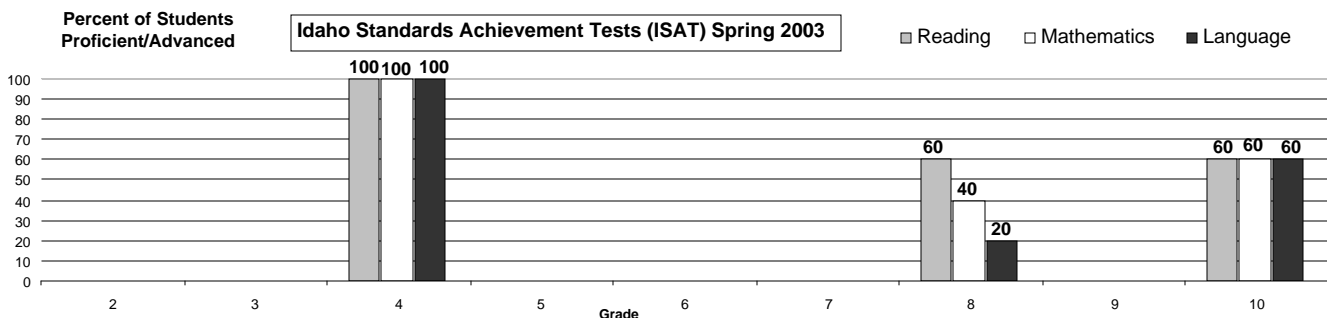 Percent of Students
Proficient/Advanced
Idaho Standards Achievement Tests (ISAT) Spring 2003
Reading Mathematics Language
100 100 100
60 40 20
60 60 60
100
90
80
70
60
50
40
30
20
10
0
2 3 4 5 6 7 8 9 10
Grade